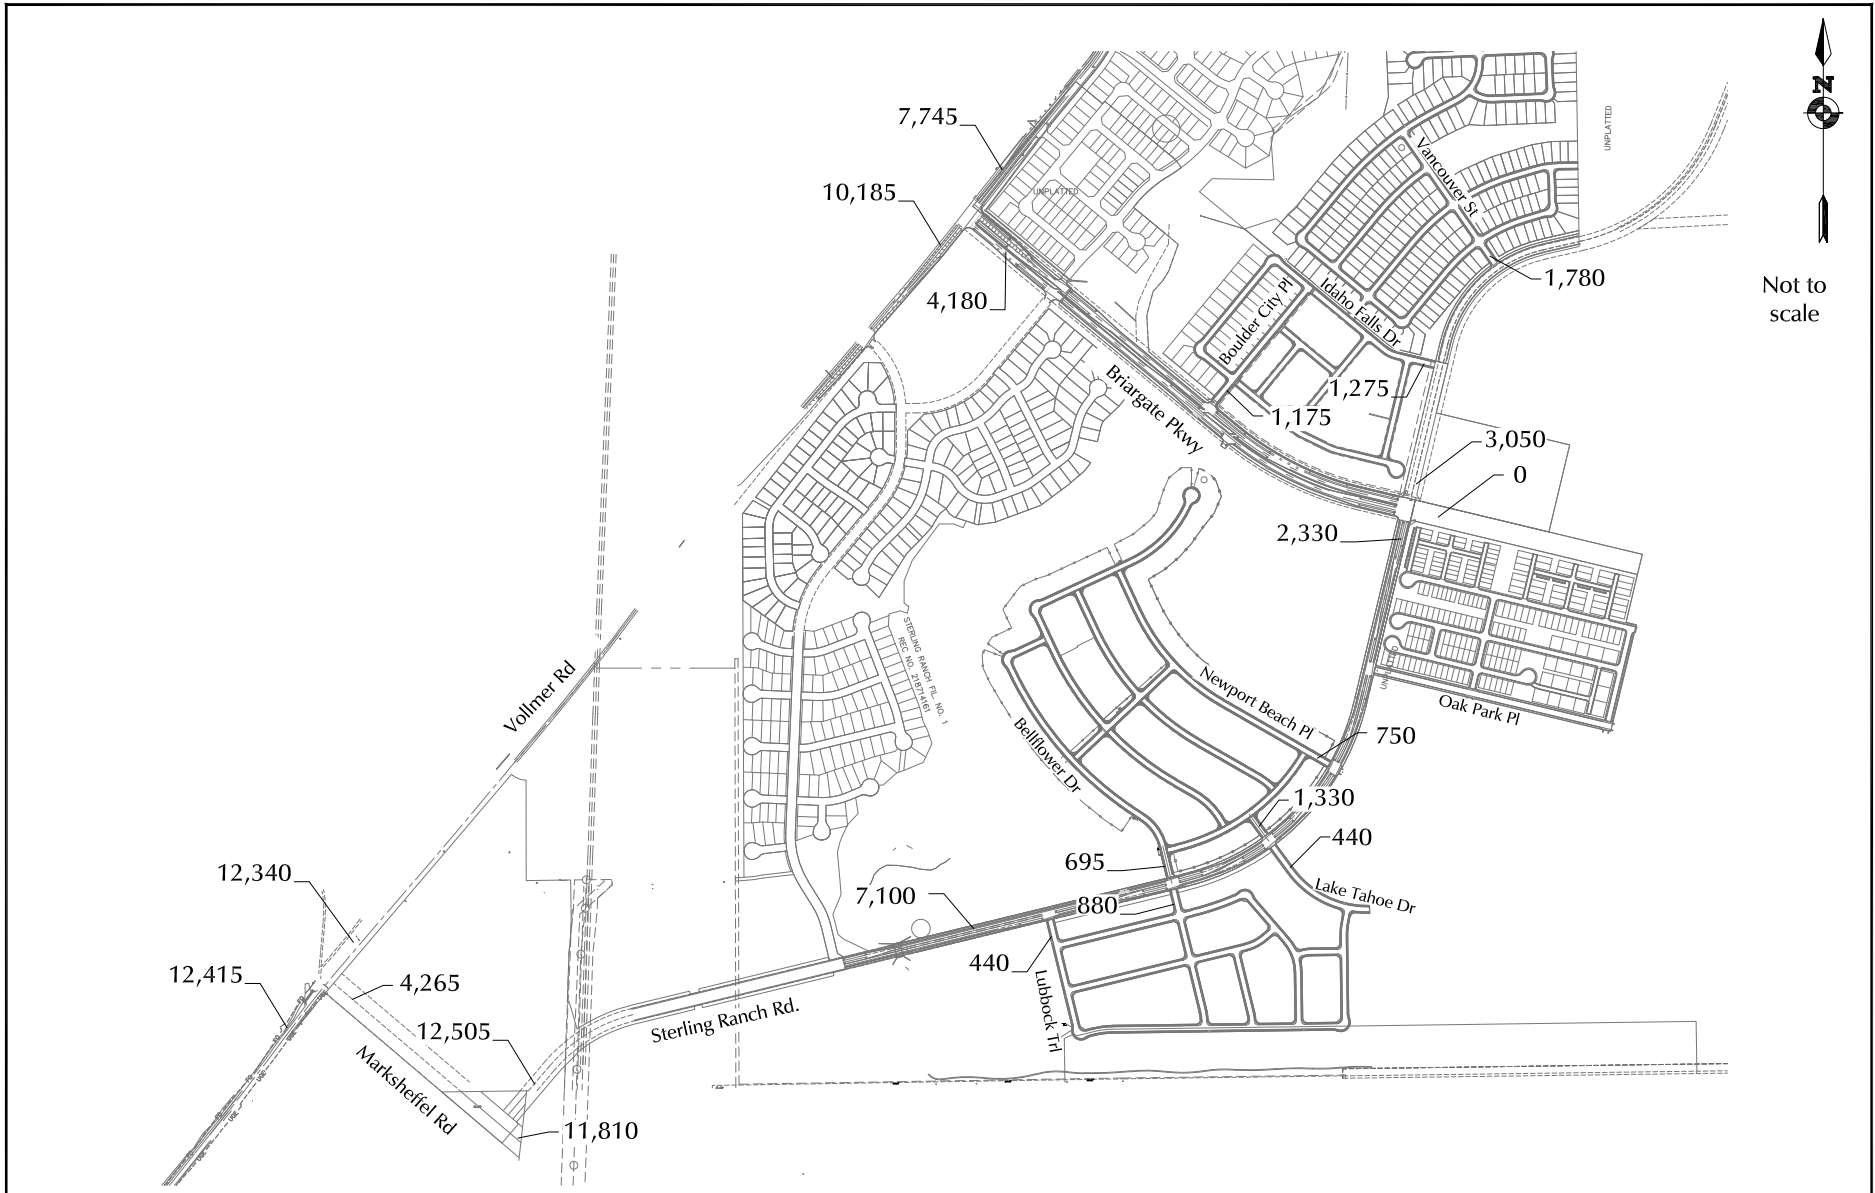 N
Not to
scale
7,745
10,185
4,180
UNPLATTED
UNPLATTED
Vancouver St
1,780
Idaho Falls Dr
Boulder City Pl
1,275
1,175
Briargate Pkwy
3,050
0
2,330
UNPLATTED
Oak Park Pl
STERLING RANCH FIL. NO. 1
REC NO. 218714161
Newport Beach Pl
750
Bellflower Dr
1,330
440
695
Lake Tahoe Dr
7,100
880
440
Lubbock Trl
Vollmer Rd
12,340
12,415
4,265
12,505
Sterling Ranch Rd.
Marksheffel Rd
11,810